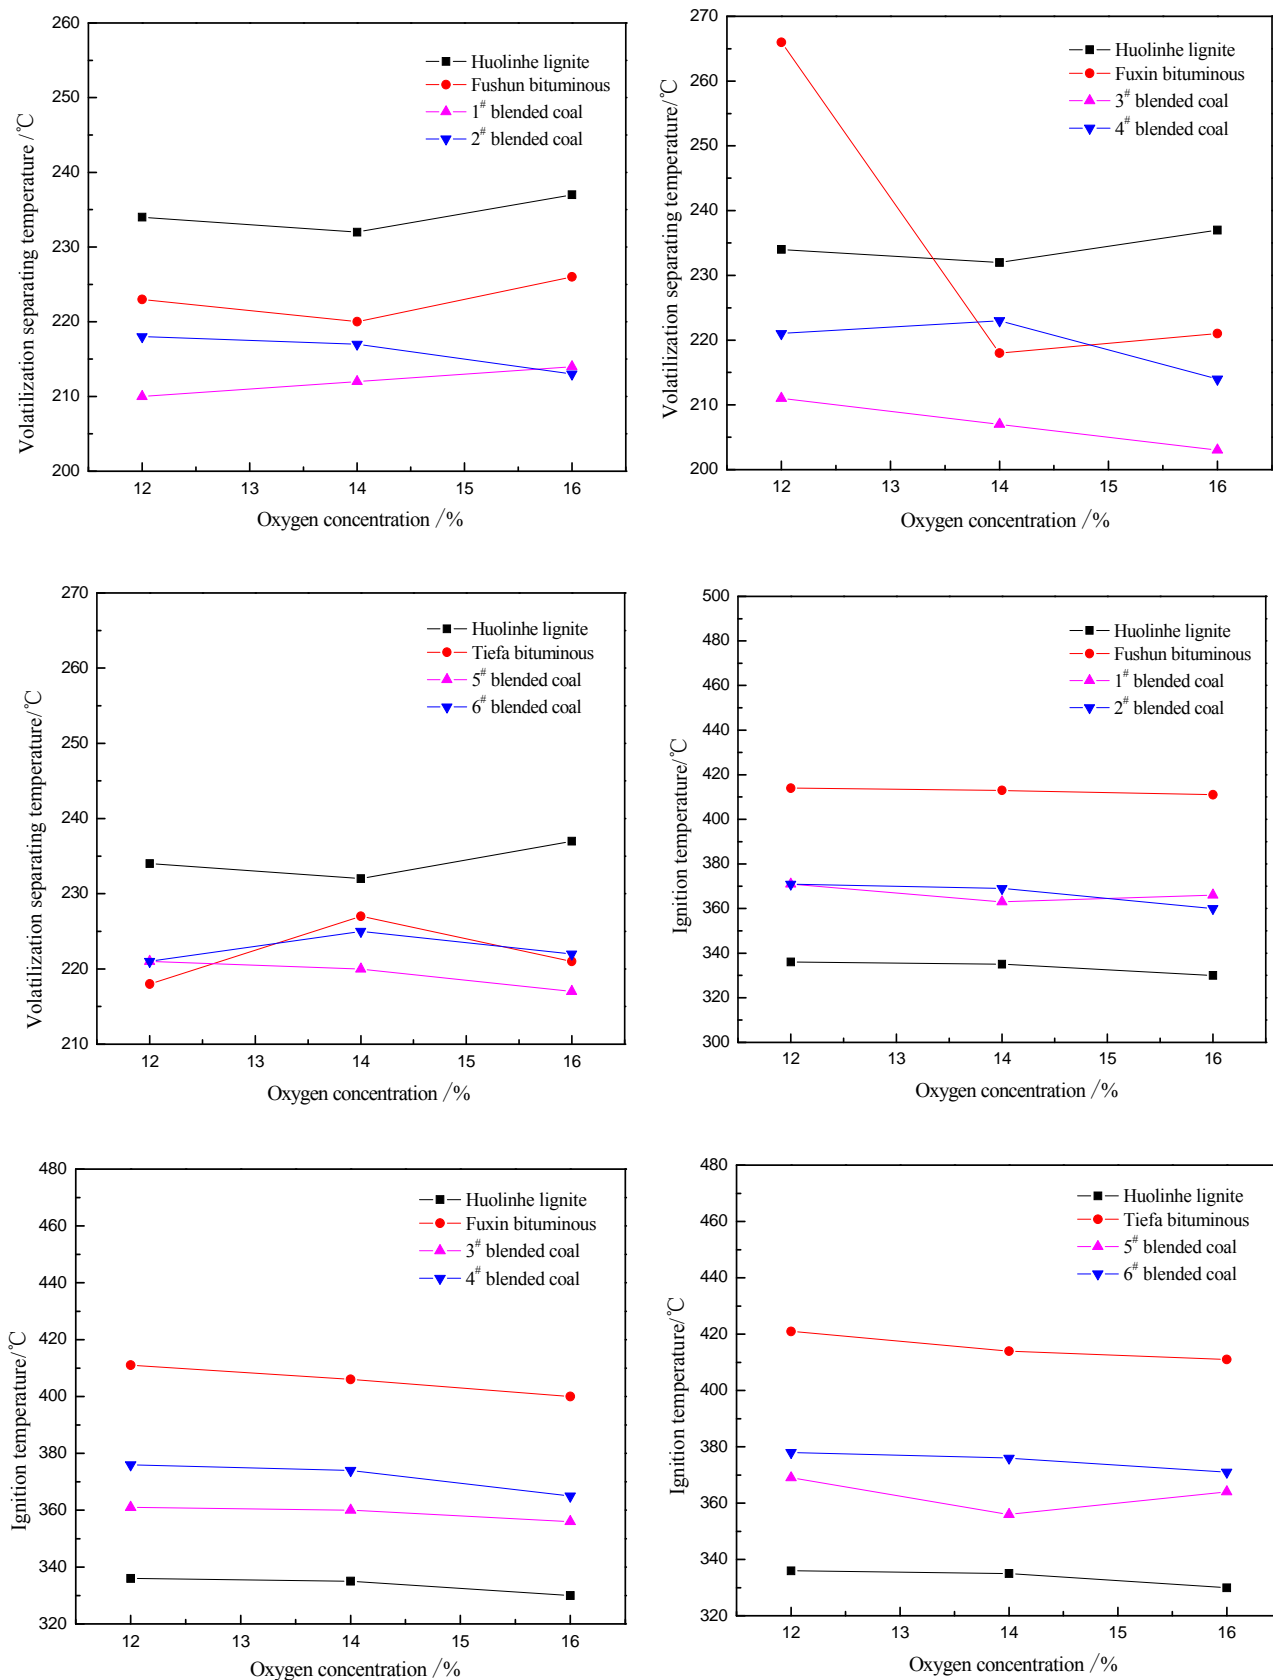 260
250
240
230
220
210
200
Volatilization separating temperature /℃
Huolinhe lignite
Fushun bituminous
1# blended coal
2# blended coal
12 13 14 15 16
Oxygen concentration /%
270
260
250
240
230
220
210
200
Volatilization separating temperature/℃
Huolinhe lignite
Fuxin bituminous
3# blended coal
4# blended coal
12 13 14 15 16
Oxygen concentration /%
270
260
250
240
230
220
210
Volatilization separating temperature/℃
Huolinhe lignite
Tiefa bituminous
5# blended coal
6# blended coal
12 13 14 15 16
Oxygen concentration /%
500
480
460
440
420
400
380
360
340
320
300
Ignition temperature/℃
Huolinhe lignite
Fushun bituminous
1# blended coal
2# blended coal
12 13 14 15 16
Oxygen concentration /%
480
460
440
420
400
380
360
340
320
Ignition temperature/℃
Huolinhe lignite
Fuxin bituminous
3# blended coal
4# blended coal
12 13 14 15 16
Oxygen concentration /%
480
460
440
420
400
380
360
340
320
Ignition temperature/℃
Huolinhe lignite
Tiefa bituminous
5# blended coal
6# blended coal
12 13 14 15 16
Oxygen concentration /%